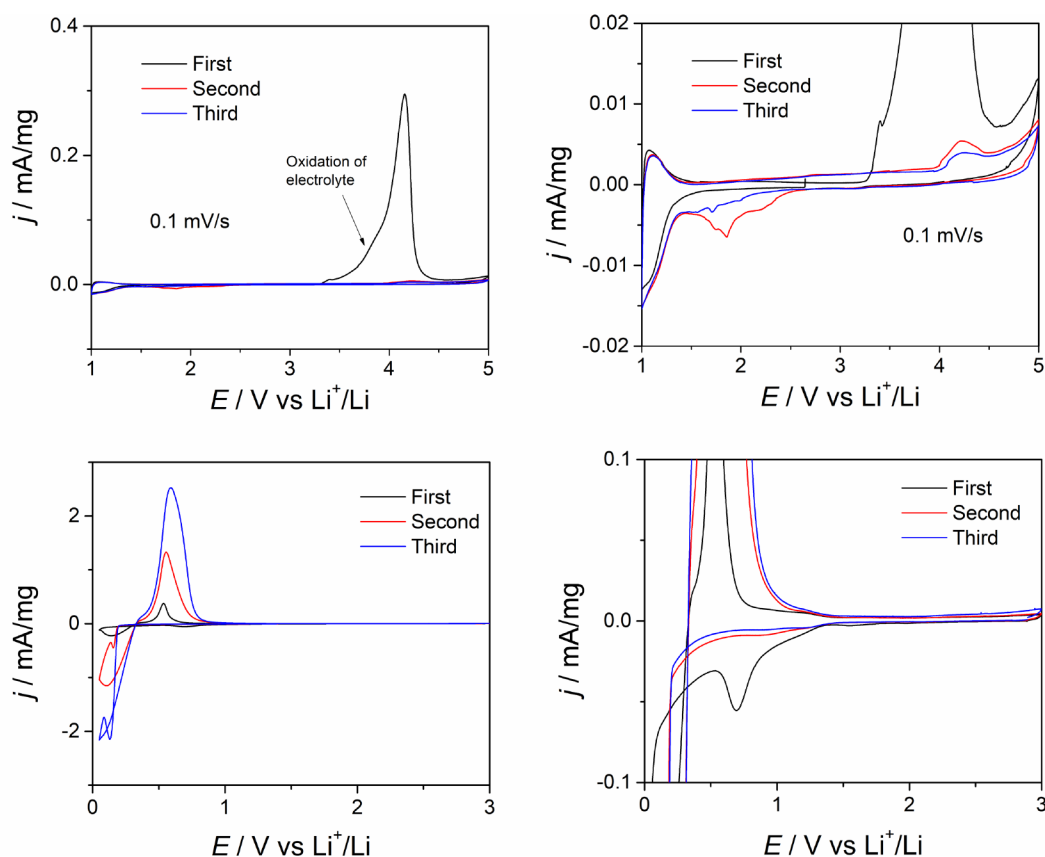 0.4
0.2
0.0
j / mA/mg
First
Second
Third
Oxidation of
electrolyte
0.1 mV/s
1 2 3 4 5
E / V vs Li⁺/Li
0.02
0.01
0.00
-0.01
-0.02
j / mA/mg
First
Second
Third
0.1 mV/s
1 2 3 4 5
E / V vs Li⁺/Li
2
0
-2
j / mA/mg
First
Second
Third
0 1 2 3
E / V vs Li⁺/Li
0.1
0.0
-0.1
j / mA/mg
First
Second
Third
0 1 2 3
E / V vs Li⁺/Li